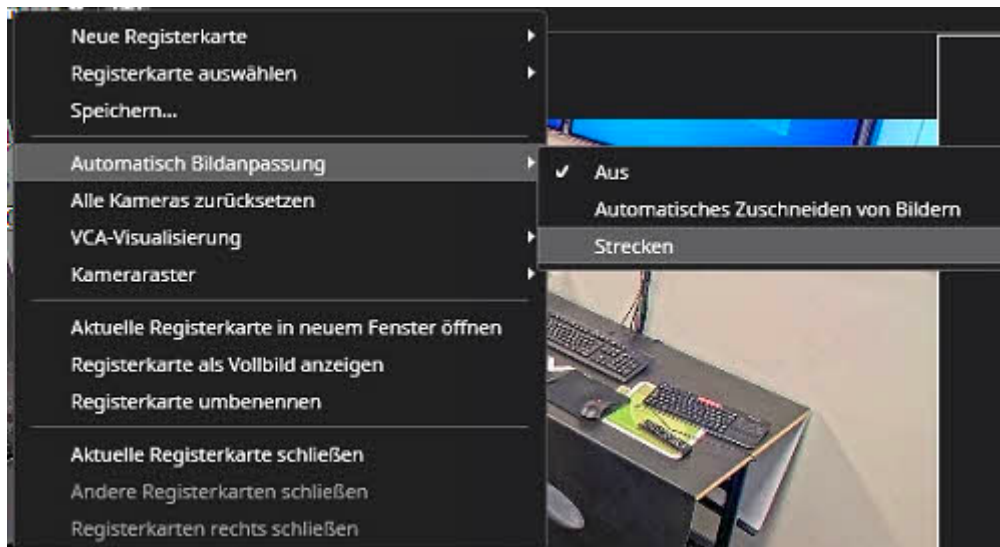 Neue Registerkarte
Registerkarte auswählen
Speichern...
Automatisch Bildanpassung
Alle Kameras zurücksetzen
VCA-Visualisierung
Kameraraster
Aktuelle Registerkarte in neuem Fenster öffnen
Registerkarte als Vollbild anzeigen
Registerkarte umbenennen
Aktuelle Registerkarte schließen
Andere Registerkarten schließen
Registerkarten rechts schließen
Aus
Automatisches Zuschneiden von Bildern
Strecken